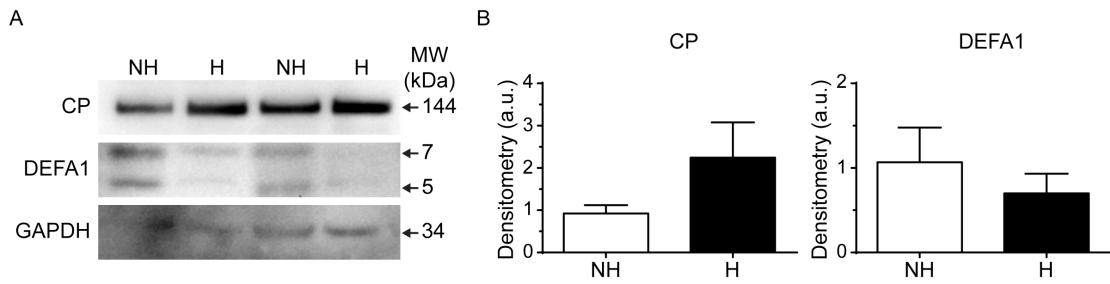 A
MW
(kDa)
NH H NH H
CP
144
DEFA1
7
5
GAPDH
34
B
CP
Densitometry (a.u.)
4
3
2
1
0
NH H
DEFA1
Densitometry (a.u.)
2
1
0
NH H